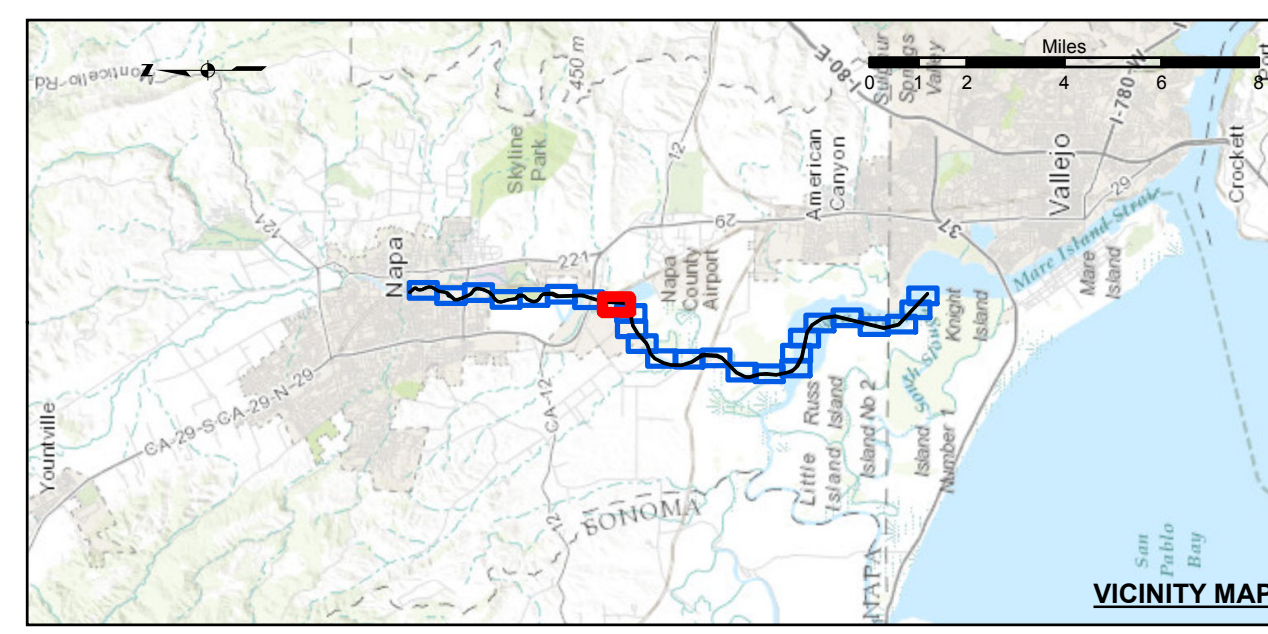 Monticello Rd
Z
450 m
I-80-E
Sulphur
Springs
Valley
Miles
0 1 2 4 6 8
I-780-W
Port
Skyline
Park
12
American
Canyon
Vallejo
29
Crockett
121
Napa
221
29
37
Napa
County
Airport
Mare Island Strait
Mare
Island
Knight
Island
South Slough
Yountville
CA-29-S-CA-29-N-29
CA-12
12
SONOMA
Little
Island
Russ
Island
Island No 2
Island
Number 1
NAPA
San
Pablo
Bay
VICINITY MAP